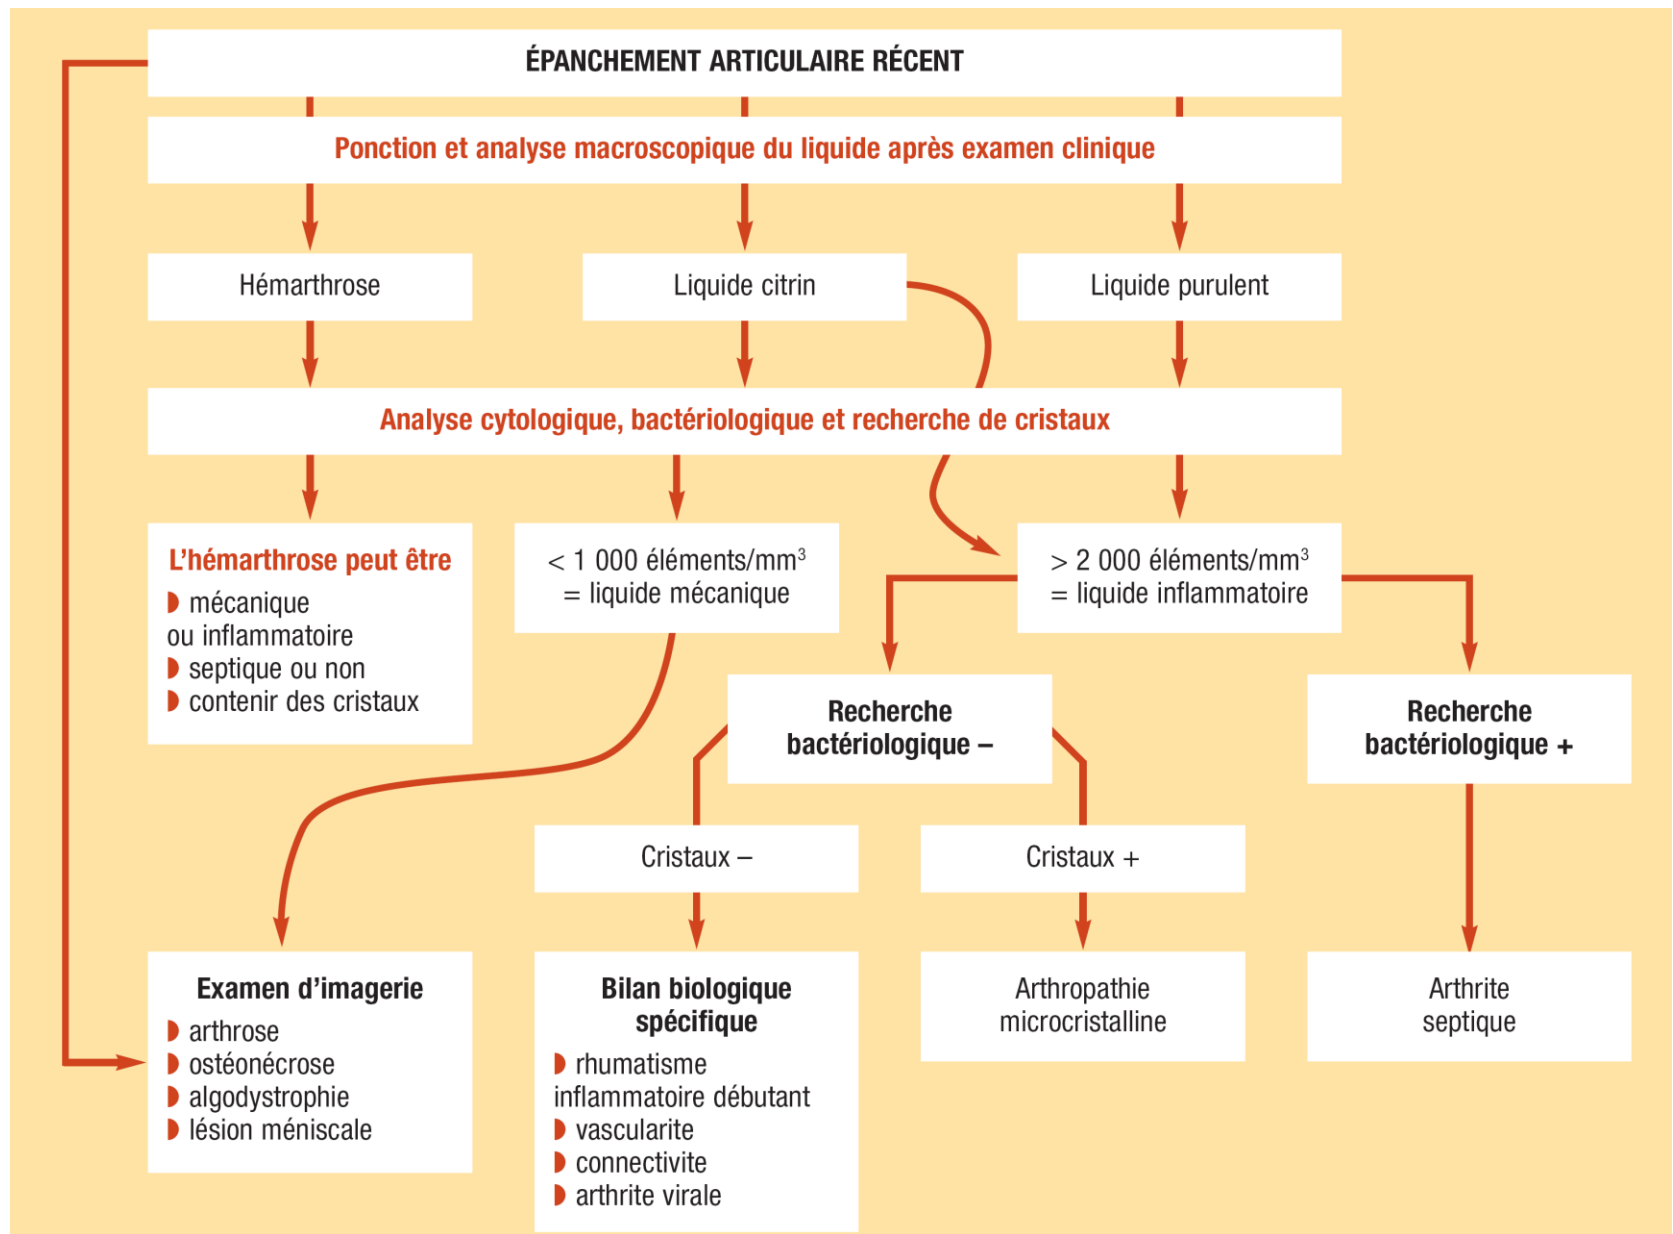 ÉPANCHEMENT ARTICULAIRE RÉCENT
Ponction et analyse macroscopique du liquide après examen clinique
Hémarthrose
Liquide citrin
Liquide purulent
Analyse cytologique, bactériologique et recherche de cristaux
L'hémarthrose peut être
mécanique
ou inflammatoire
septique ou non
contenir des cristaux
< 1 000 éléments/mm³
= liquide mécanique
> 2 000 éléments/mm³
= liquide inflammatoire
Recherche
bactériologique –
Recherche
bactériologique +
Cristaux –
Cristaux +
Examen d'imagerie
arthrose
ostéonécrose
algodystrophie
lésion méniscale
Bilan biologique
spécifique
rhumatisme
inflammatoire débutant
vascularite
connectivite
arthrite virale
Arthropathie
microcristalline
Arthrite
septique